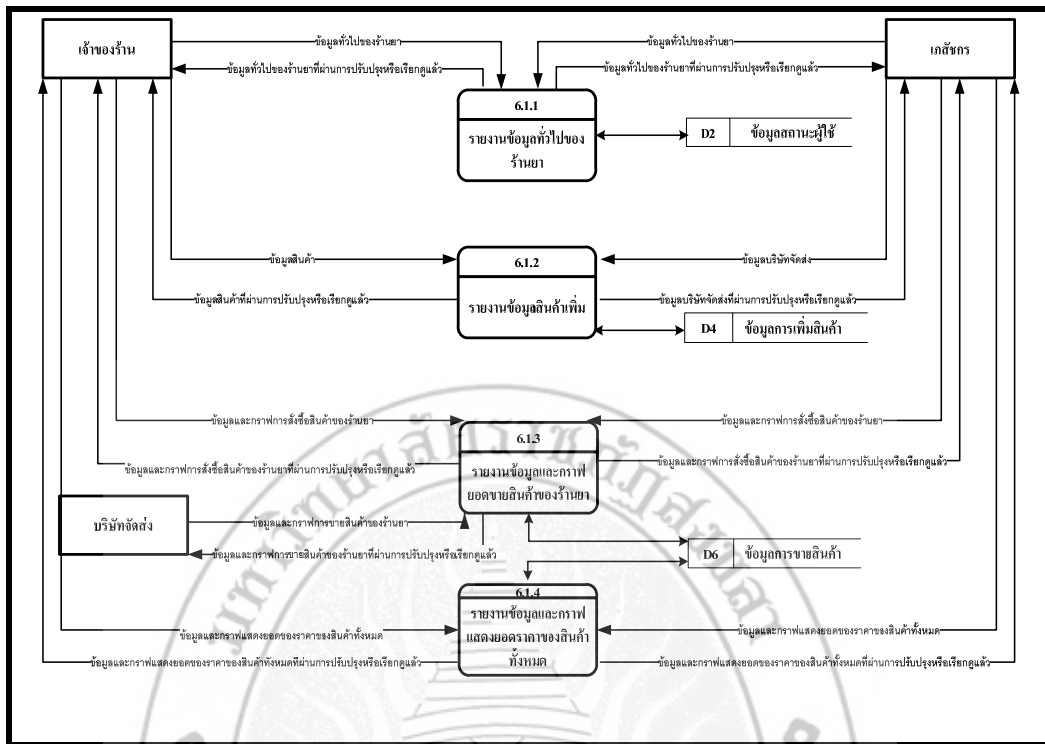 เจ้าของร้าน
เภสัชกร
ข้อมูลทั่วไปของร้านยา
ข้อมูลทั่วไปของร้านยา
ข้อมูลทั่วไปของร้านยาที่ผ่านการปรับปรุงหรือเรียกดูแล้ว
ข้อมูลทั่วไปของร้านยาที่ผ่านการปรับปรุงหรือเรียกดูแล้ว
6.1.1
รายงานข้อมูลทั่วไปของ
ร้านยา
D2 ข้อมูลสถานะผู้ใช้
ข้อมูลสินค้า
6.1.2
ข้อมูลบริษัทจัดส่ง
ข้อมูลสินค้าที่ผ่านการปรับปรุงหรือเรียกดูแล้ว
รายงานข้อมูลสินค้าเพิ่ม
ข้อมูลบริษัทจัดส่งที่ผ่านการปรับปรุงหรือเรียกดูแล้ว
D4 ข้อมูลการเพิ่มสินค้า
ข้อมูลและกราฟการสั่งซื้อสินค้าของร้านยา
ข้อมูลและกราฟการสั่งซื้อสินค้าของร้านยา
6.1.3
ข้อมูลและกราฟการสั่งซื้อสินค้าของร้านยาที่ผ่านการปรับปรุงหรือเรียกดูแล้ว
รายงานข้อมูลและกราฟ
ยอดขายสินค้าของร้านยา
ข้อมูลและกราฟการสั่งซื้อสินค้าของร้านยาที่ผ่านการปรับปรุงหรือเรียกดูแล้ว
บริษัทจัดส่ง
ข้อมูลและกราฟการขายสินค้าของร้านยา
ข้อมูลและกราฟการขายสินค้าของร้านยาที่ผ่านการปรับปรุงหรือเรียกดูแล้ว
D6 ข้อมูลการขายสินค้า
6.1.4
รายงานข้อมูลและกราฟ
แสดงยอดราคาของสินค้า
ทั้งหมด
ข้อมูลและกราฟแสดงยอดของราคาของสินค้าทั้งหมด
ข้อมูลและกราฟแสดงยอดของราคาของสินค้าทั้งหมด
ข้อมูลและกราฟแสดงยอดของราคาของสินค้าทั้งหมดที่ผ่านการปรับปรุงหรือเรียกดูแล้ว
ข้อมูลและกราฟแสดงยอดของราคาของสินค้าทั้งหมดที่ผ่านการปรับปรุงหรือเรียกดูแล้ว
มหาวิทยาลัยราชภัฏสงขลา